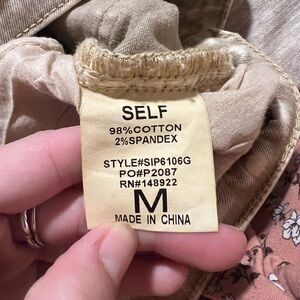 SELF
98%COTTON
2%SPANDEX
STYLE#SIP6106G
PO#P2087
RN#148922
M
MADE IN CHINA